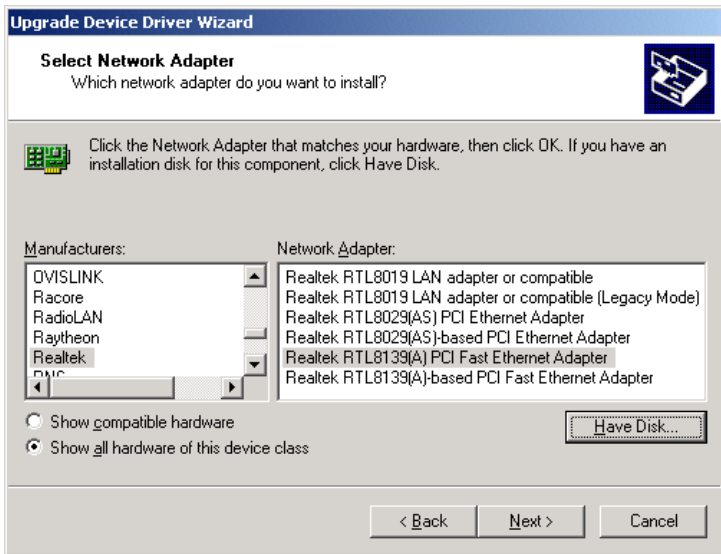 Upgrade Device Driver Wizard
Select Network Adapter
Which network adapter do you want to install?
Click the Network Adapter that matches your hardware, then click OK. If you have an
installation disk for this component, click Have Disk.
Manufacturers:
OVISLINK
Racore
RadioLAN
Raytheon
Realtek
Network Adapter:
Realtek RTL8019 LAN adapter or compatible
Realtek RTL8019 LAN adapter or compatible (Legacy Mode)
Realtek RTL8029(AS) PCI Ethernet Adapter
Realtek RTL8029(AS)-based PCI Ethernet Adapter
Realtek RTL8139(A) PCI Fast Ethernet Adapter
Realtek RTL8139(A)-based PCI Fast Ethernet Adapter
Show compatible hardware
Show all hardware of this device class
Have Disk...
< Back
Next >
Cancel